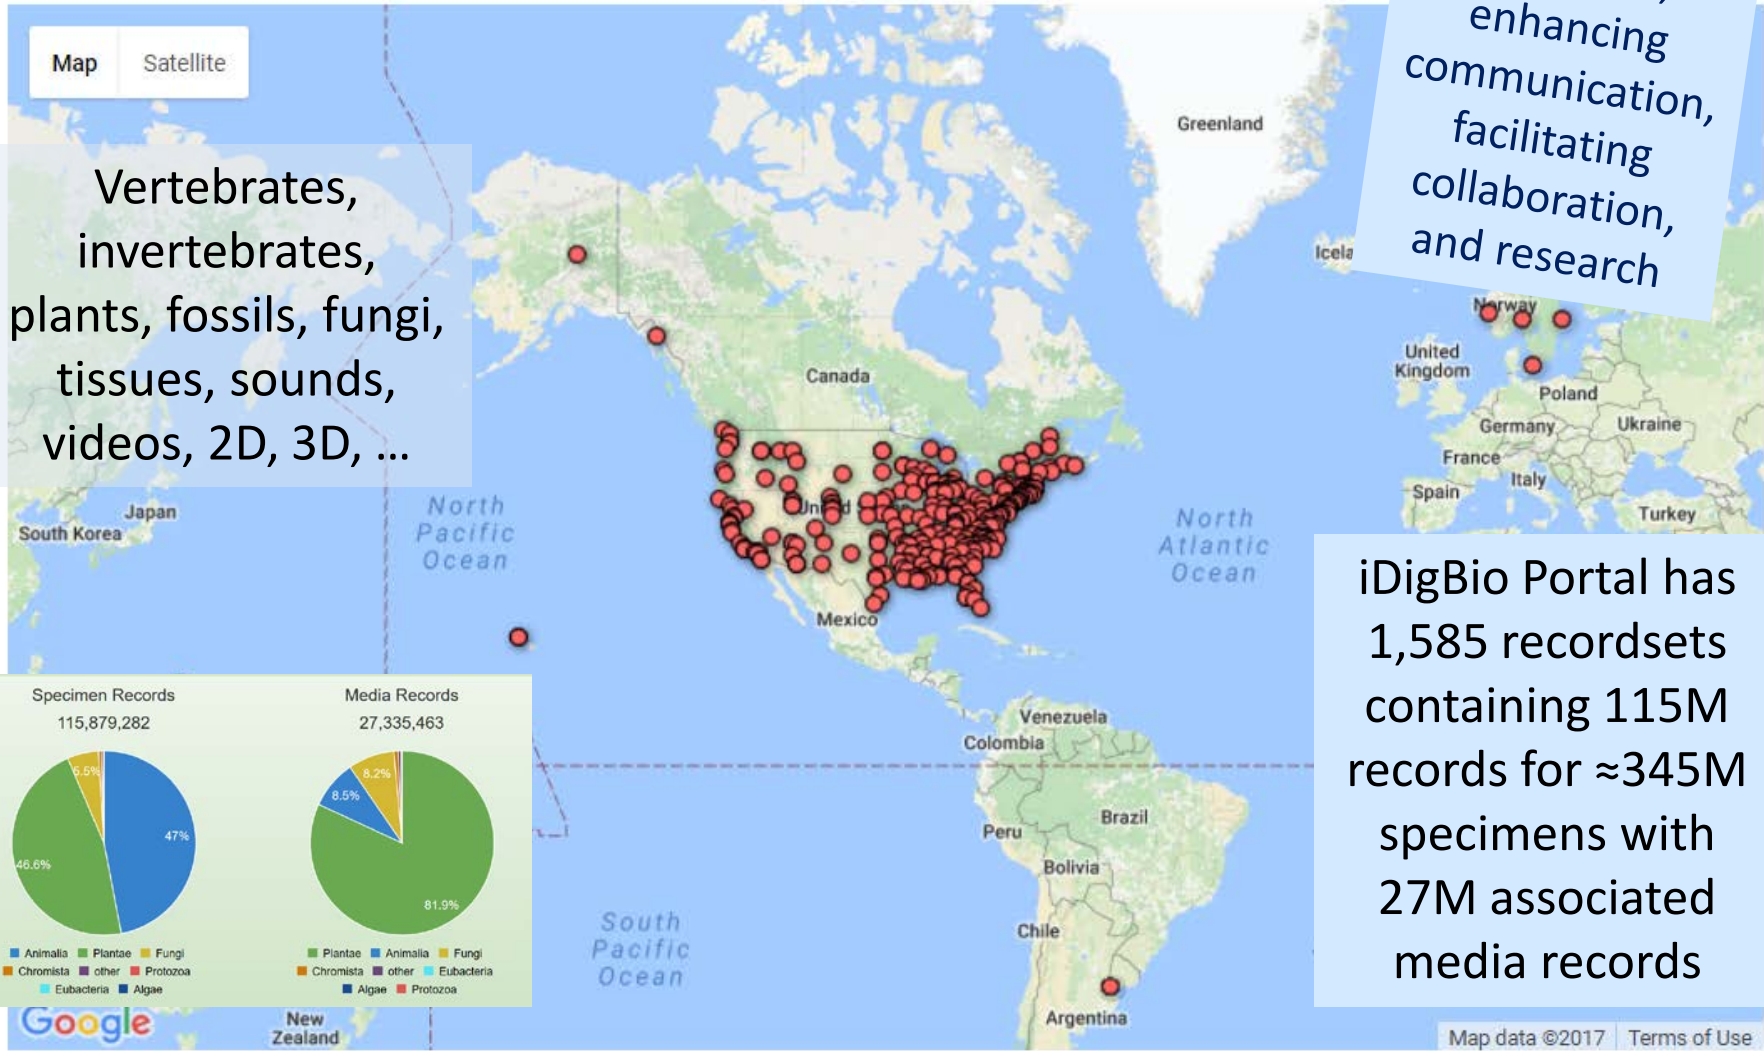 Map Satellite
enhancing
communication,
facilitating
collaboration,
and research
Greenland
Vertebrates,
invertebrates,
plants, fossils, fungi,
tissues, sounds,
videos, 2D, 3D, ...
Norway
United
Kingdom
Canada
Poland
Germany
Ukraine
France
Italy
Spain
Turkey
Japan
South Korea
North
Pacific
Ocean
North
Atlantic
Ocean
Mexico
iDigBio Portal has
1,585 recordsets
containing 115M
records for ≈345M
specimens with
27M associated
media records
Specimen Records
115,879,282
5.5%
47%
46.6%
Animalia Plantae Fungi
Chromista other Protozoa
Eubacteria Algae
Media Records
27,335,463
8.2%
8.5%
81.9%
Plantae Animalia Fungi
Chromista other Eubacteria
Algae Protozoa
Venezuela
Colombia
Brazil
Peru
Bolivia
Chile
South
Pacific
Ocean
Argentina
Google
New
Zealand
Map data ©2017 Terms of Use